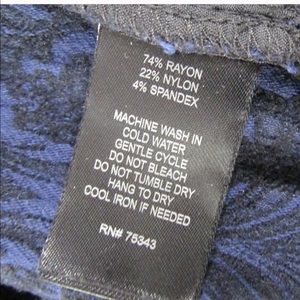 74% RAYON
22% NYLON
4% SPANDEX
MACHINE WASH IN
COLD WATER
GENTLE CYCLE
DO NOT BLEACH
DO NOT TUMBLE DRY
HANG TO DRY
COOL IRON IF NEEDED
RN# 75343